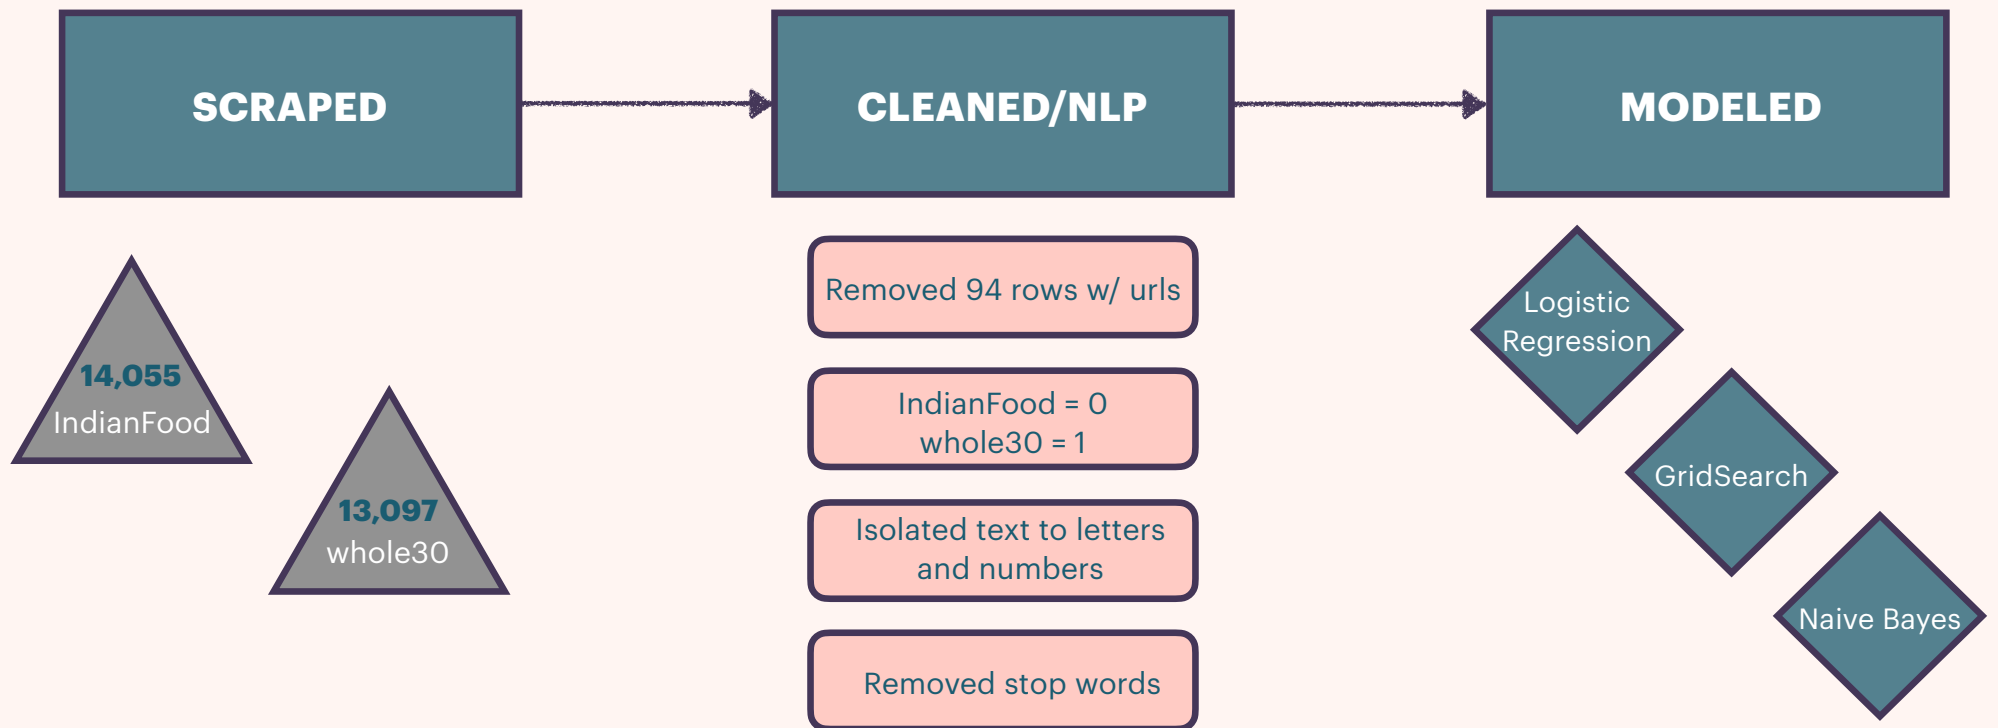 SCRAPED
CLEANED/NLP
MODELED
14,055
IndianFood
13,097
whole30
Removed 94 rows w/ urls
IndianFood = 0
whole30 = 1
Isolated text to letters
and numbers
Removed stop words
Logistic
Regression
GridSearch
Naive Bayes